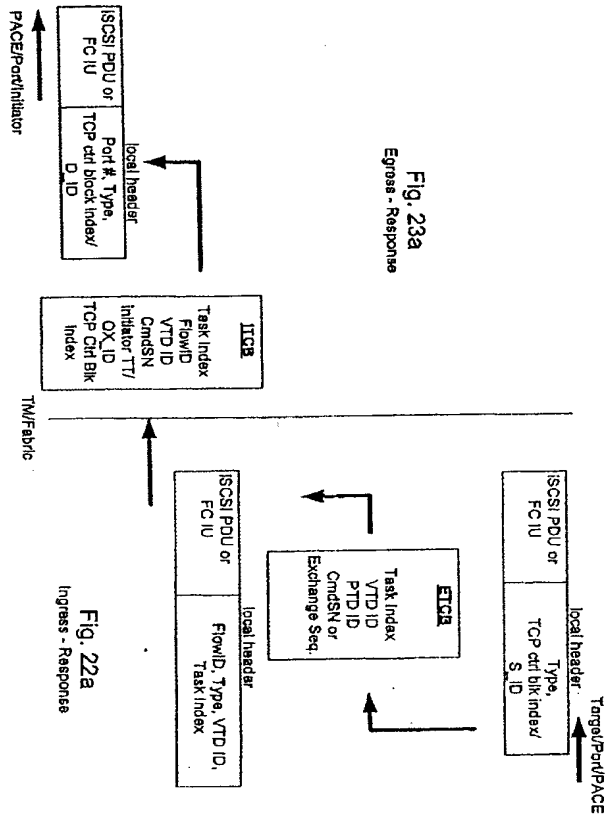 Target/Port/PACE
local header
iSCSI PDU or
FC IU
Type,
TCP ctrl blk index/
S_ID
ETCB
Task Index
VTD ID
PTD ID
CmdSN or
Exchange Seq.
local header
iSCSI PDU or
FC IU
FlowID, Type, VTD ID,
Task Index
Fig. 22a
Ingress - Response
TM/Fabric
Fig. 23a
Egress - Response
ITCB
Task Index
FlowID
VTD ID
CmdSN
Initiator TT/
OX_ID
TCP Ctrl Blk
Index
local header
iSCSI PDU or
FC IU
Port #, Type,
TCP ctrl block Index/
D_ID
PACE/Port/Initiator